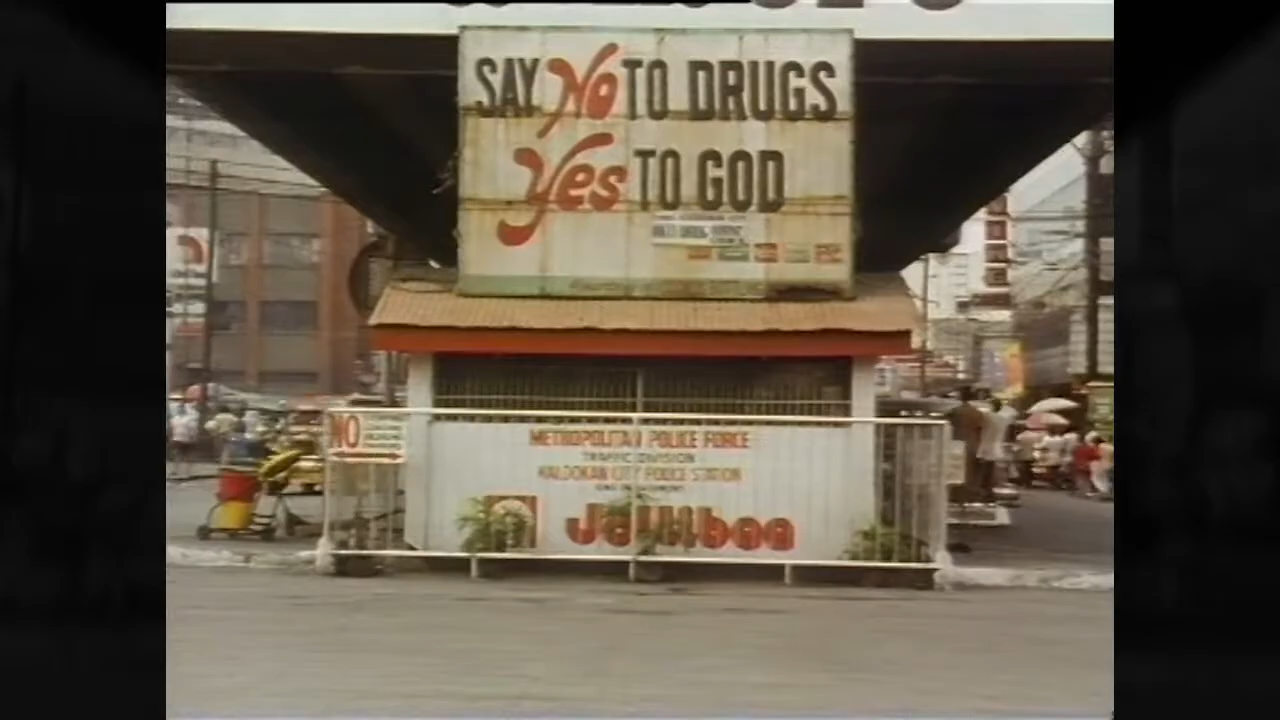 SAY No TO DRUGS
Yes TO GOD
NO
METROPOLITAN POLICE FORCE
TRAFFIC DIVISION
KALOOKAN CITY POLICE STATION
Jollibee